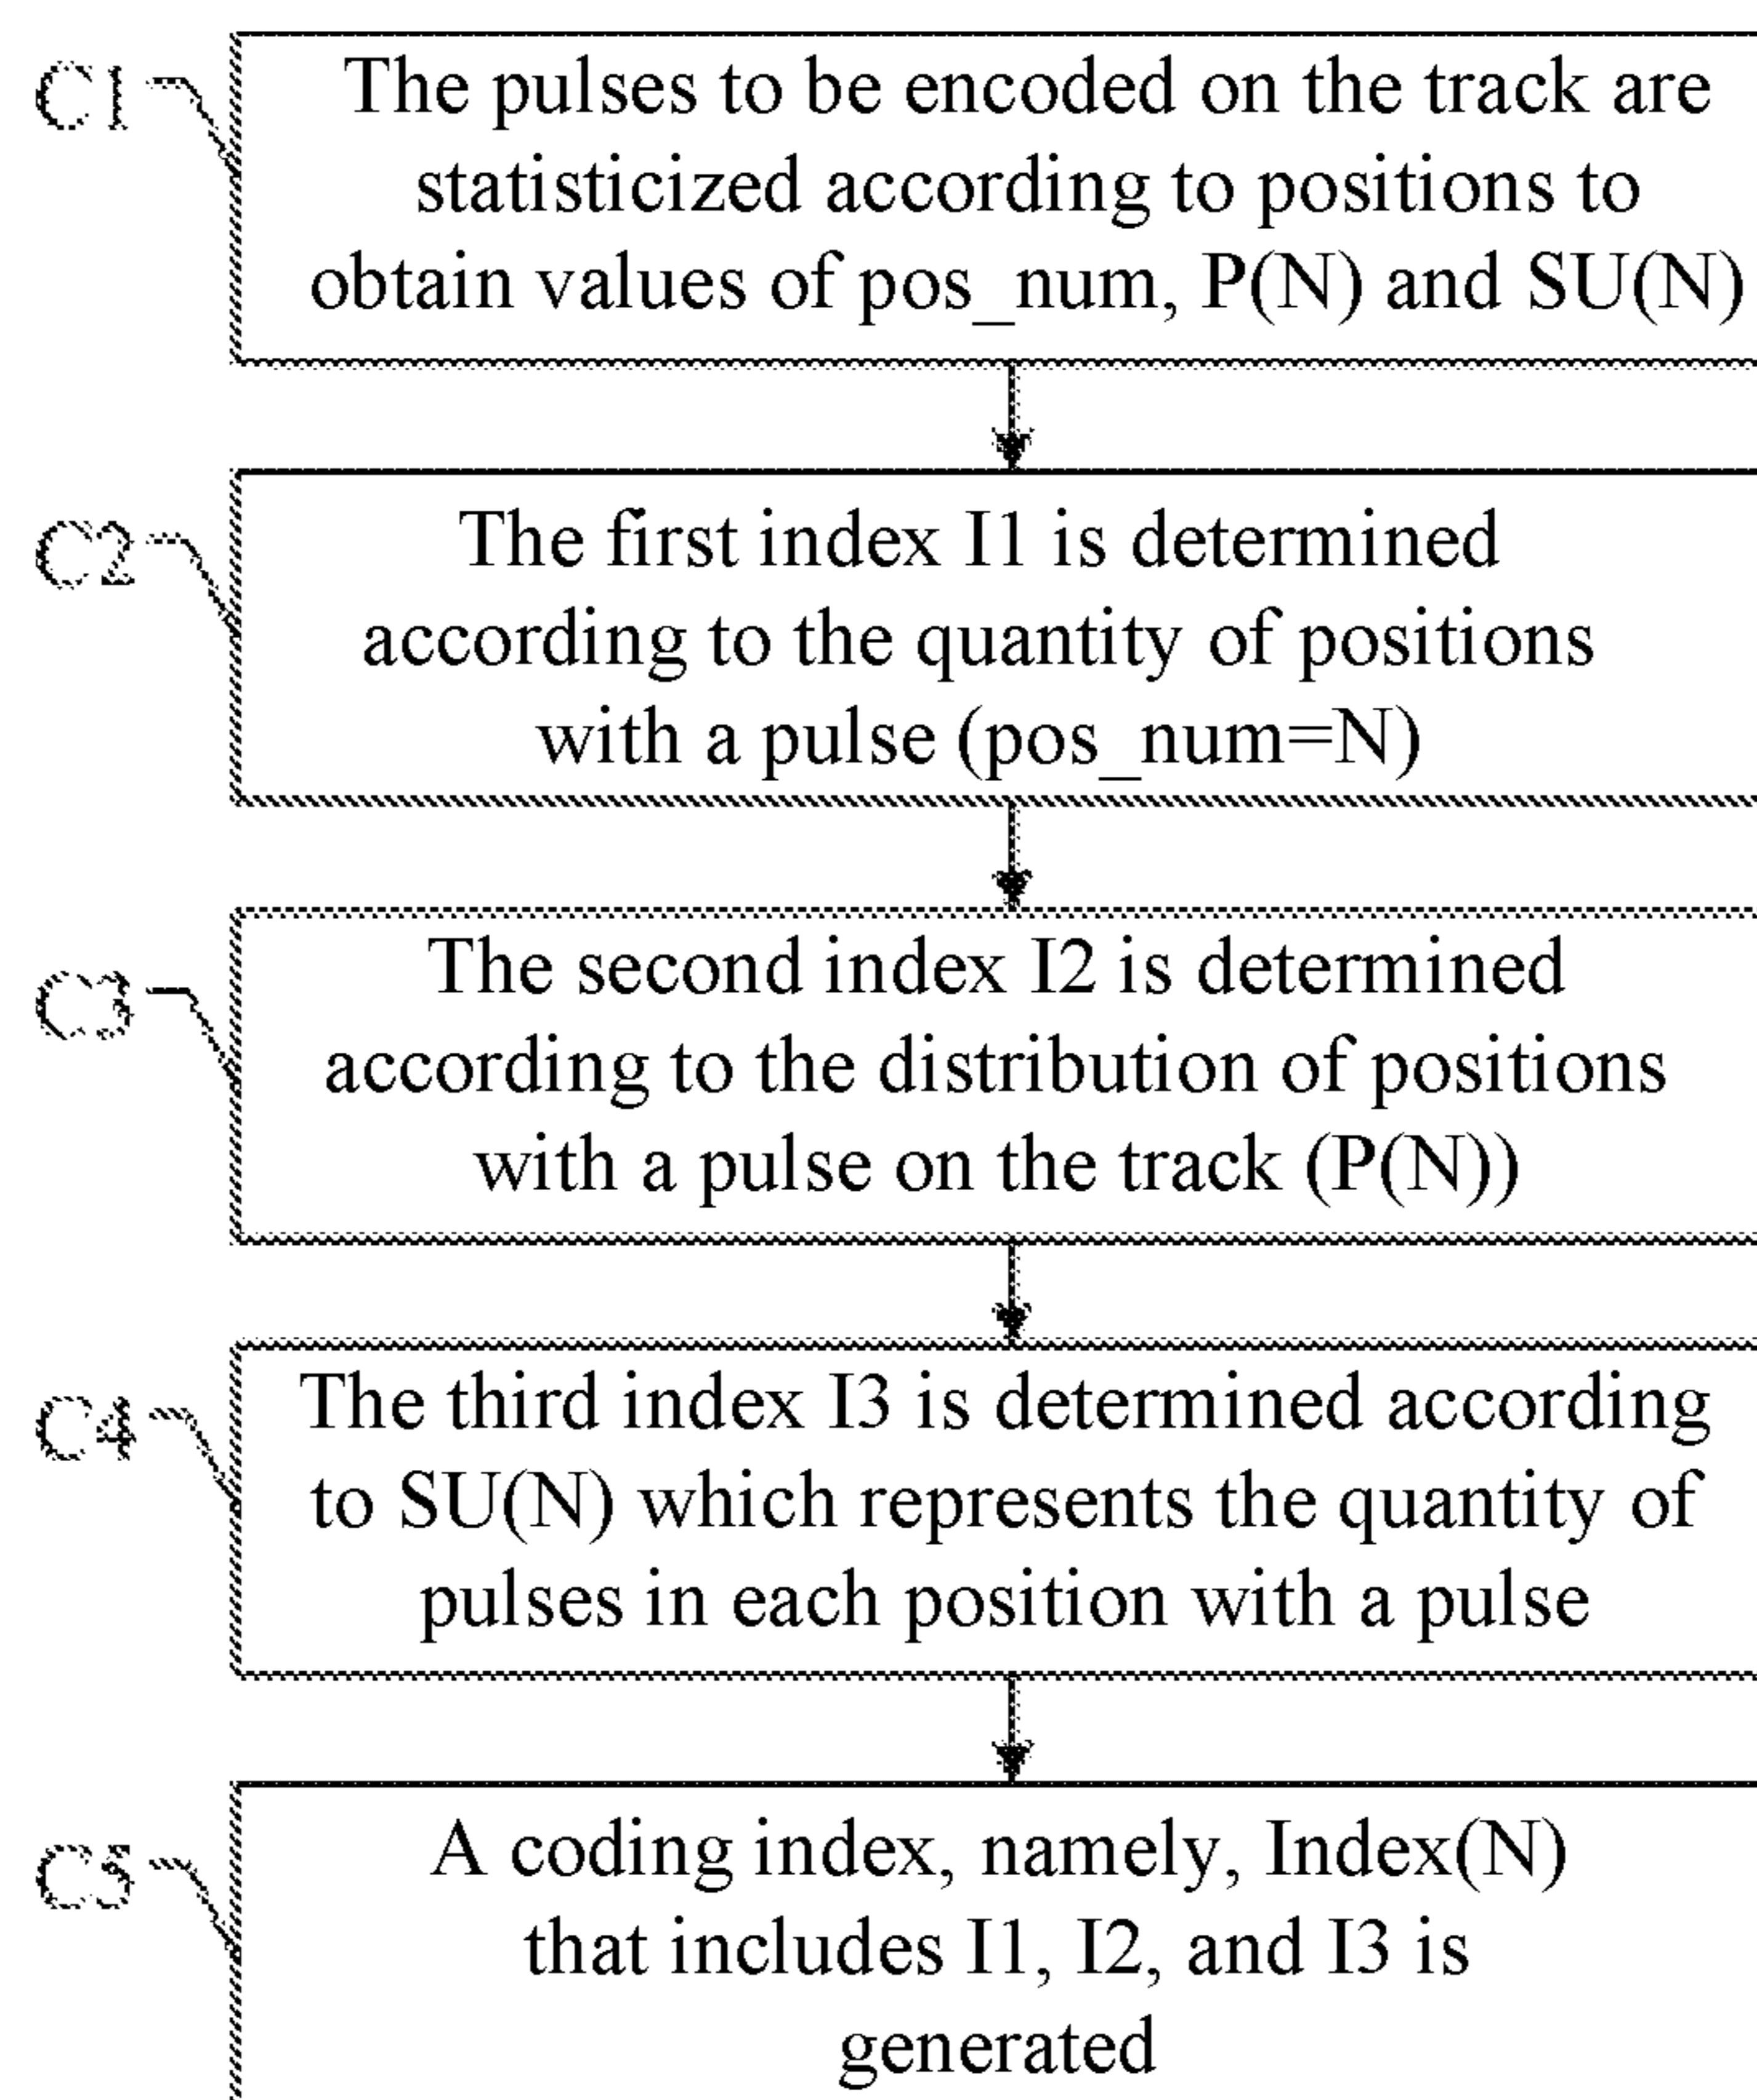 C1
The pulses to be encoded on the track are
statisticized according to positions to
obtain values of pos_num, P(N) and SU(N)
C2
The first index I1 is determined
according to the quantity of positions
with a pulse (pos_num=N)
C3
The second index I2 is determined
according to the distribution of positions
with a pulse on the track (P(N))
C4
The third index I3 is determined according
to SU(N) which represents the quantity of
pulses in each position with a pulse
C5
A coding index, namely, Index(N)
that includes I1, I2, and I3 is
generated